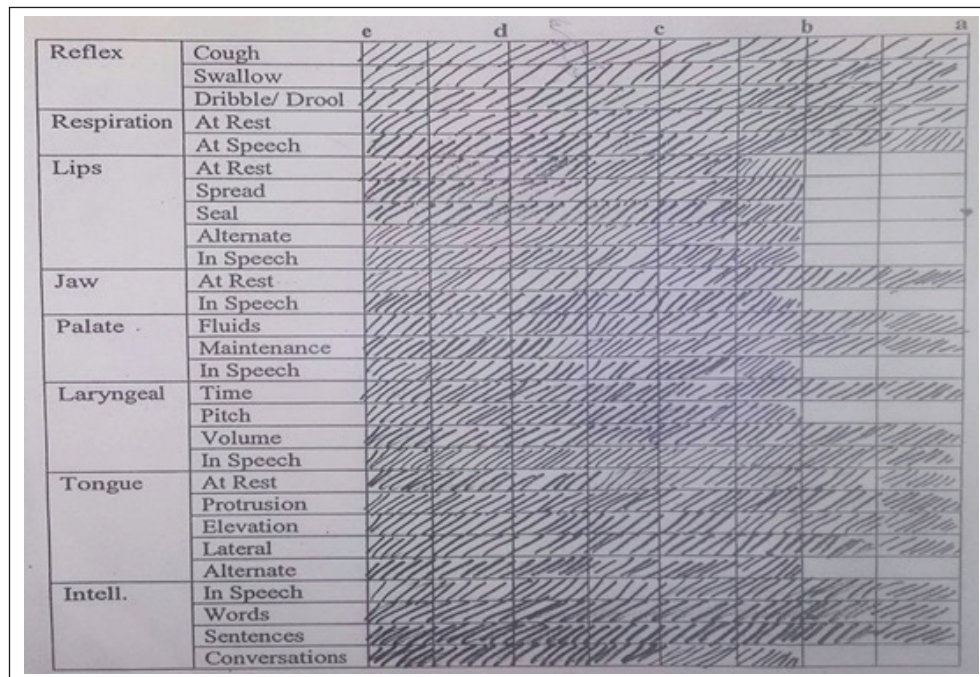 e d c b a
Reflex Cough
Swallow
Dribble/ Drool
Respiration At Rest
At Speech
Lips At Rest
Spread
Seal
Alternate
In Speech
Jaw At Rest
In Speech
Palate Fluids
Maintenance
In Speech
Laryngeal Time
Pitch
Volume
In Speech
Tongue At Rest
Protrusion
Elevation
Lateral
Alternate
Intell. In Speech
Words
Sentences
Conversations